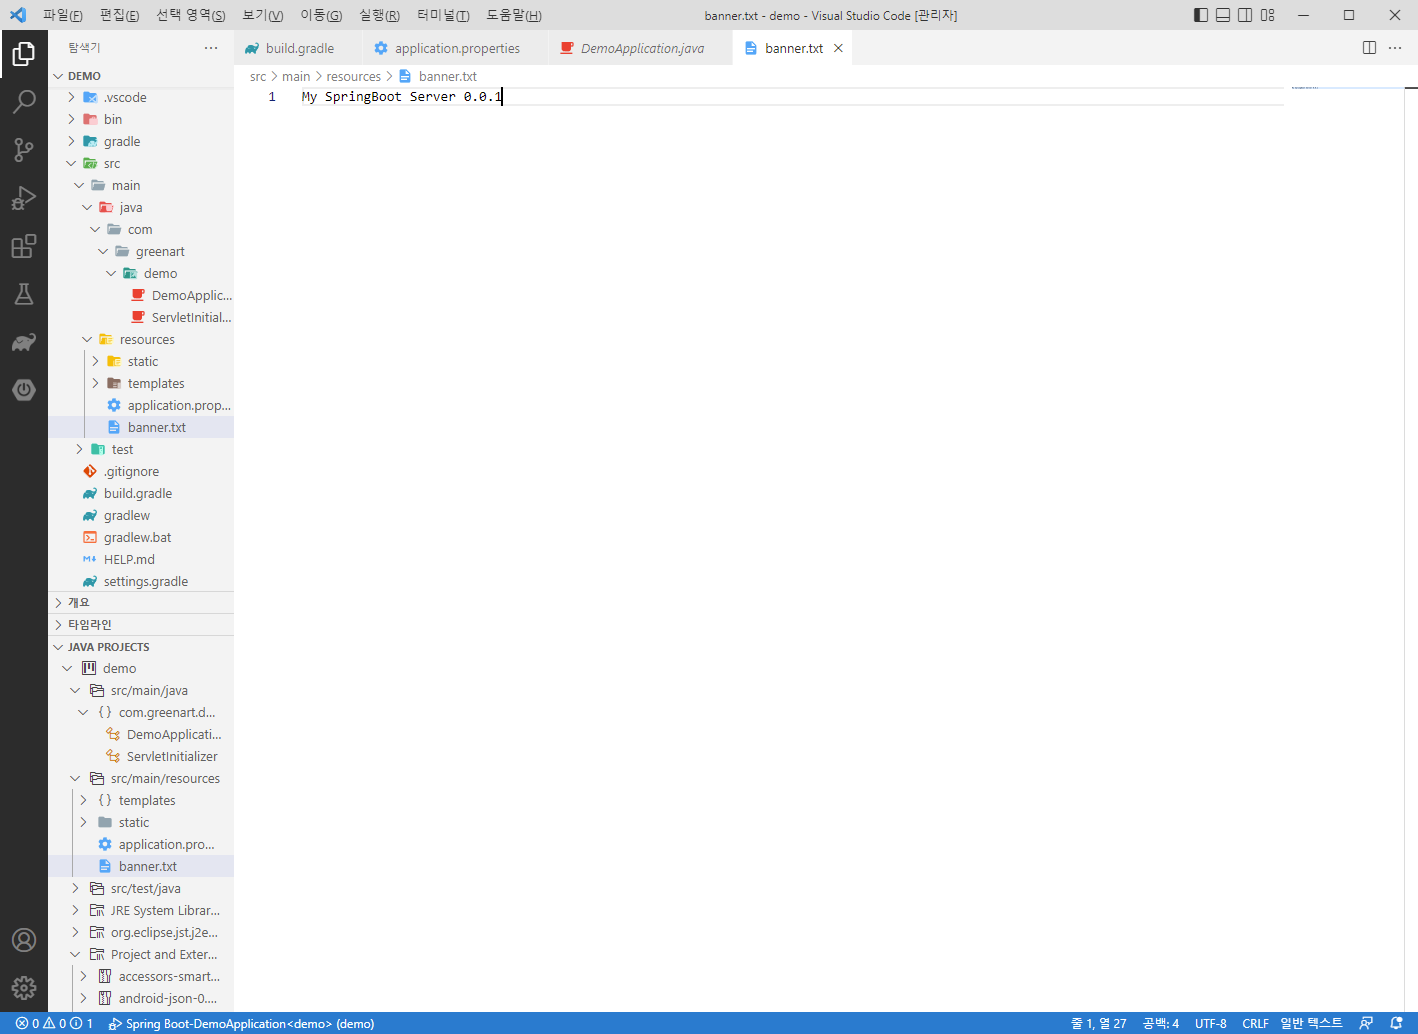 파일(F) 편집(E) 선택 영역(S) 보기(V) 이동(G) 실행(R) 터미널(T) 도움말(H) banner.txt - demo - Visual Studio Code [관리자]
탐색기
build.gradle application.properties DemoApplication.java banner.txt
DEMO
src main resources banner.txt
1 My SpringBoot Server 0.0.1
.vscode
bin
gradle
src
main
java
com
greenart
demo
DemoApplic...
ServletInitial...
resources
static
templates
application.prop...
banner.txt
test
.gitignore
build.gradle
gradlew
gradlew.bat
HELP.md
settings.gradle
개요
타임라인
JAVA PROJECTS
demo
src/main/java
com.greenart.d...
DemoApplicati...
ServletInitializer
src/main/resources
templates
static
application.pro...
banner.txt
src/test/java
JRE System Librar...
org.eclipse.jst.j2e...
Project and Exter...
accessors-smart...
android-json-0....
0 0 1 Spring Boot-DemoApplication<demo> (demo) 줄 1, 열 27 공백: 4 UTF-8 CRLF 일반 텍스트